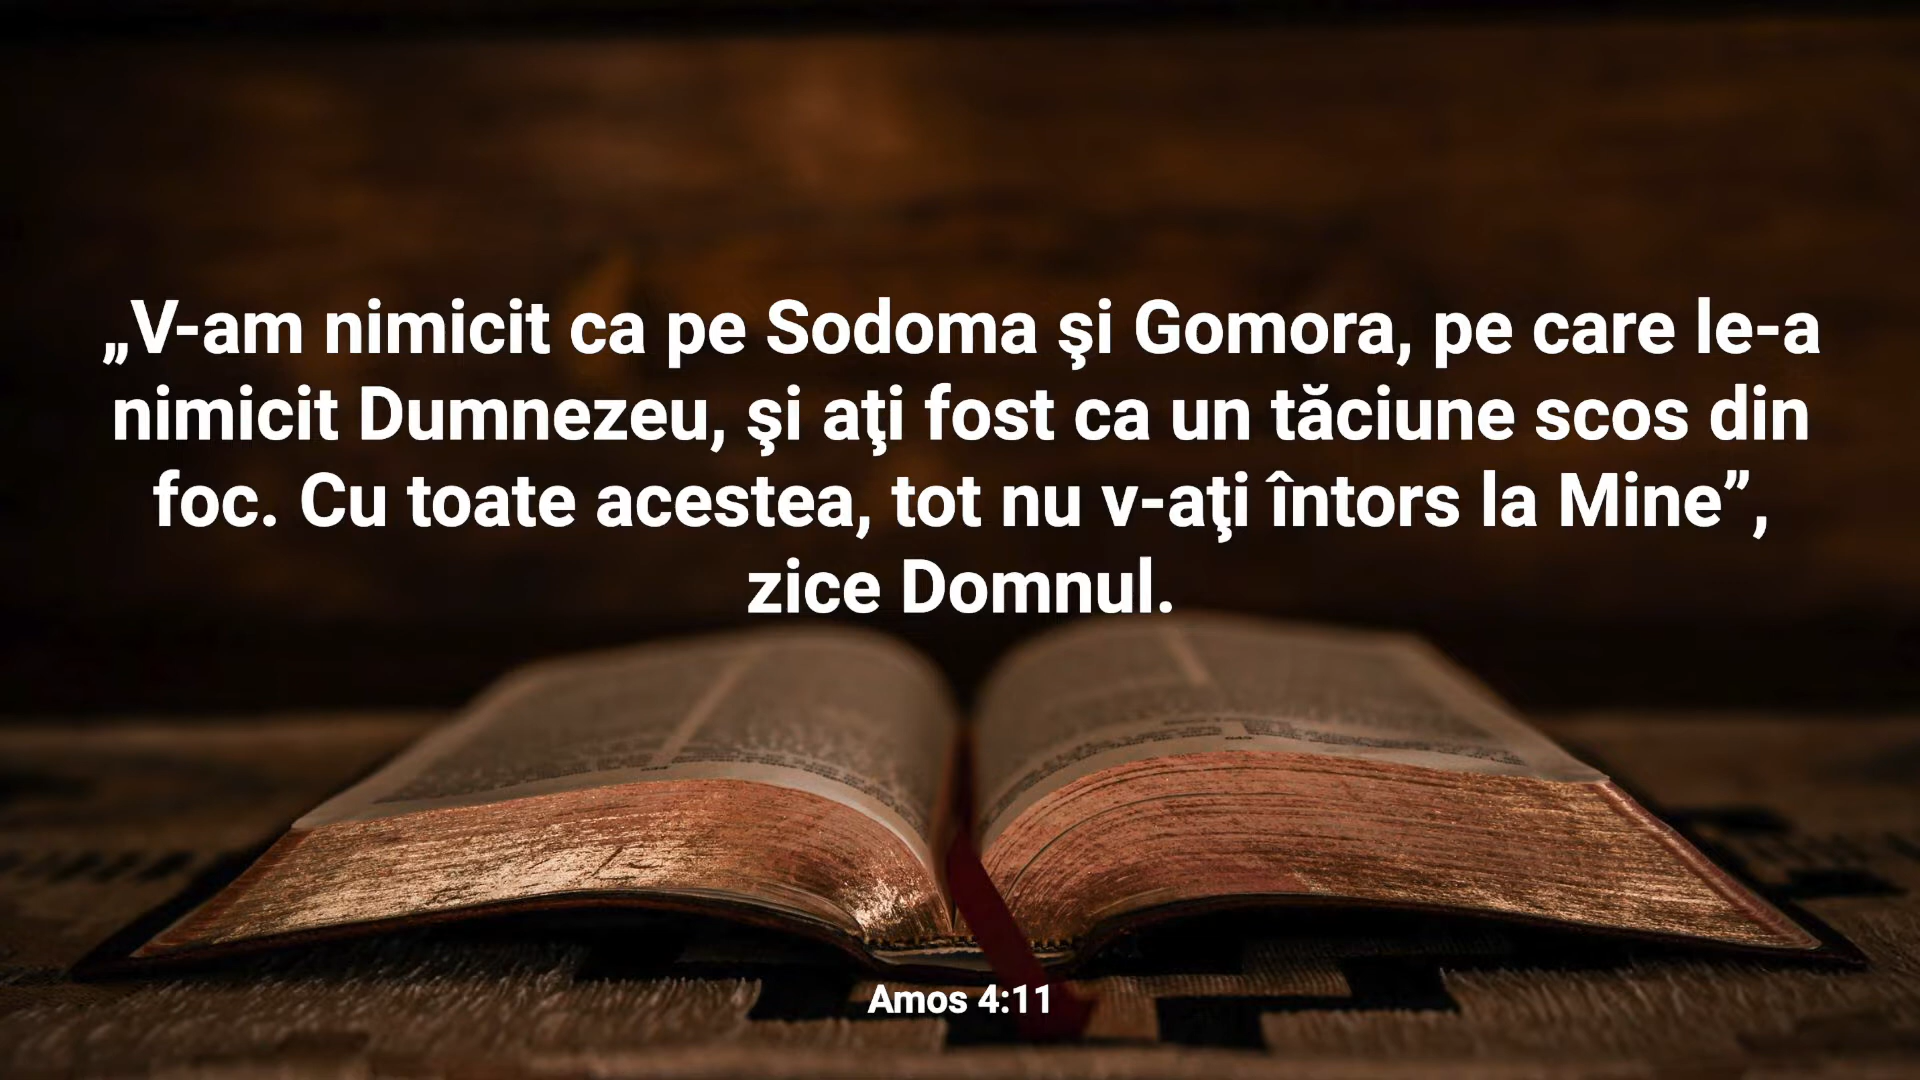 „V-am nimicit ca pe Sodoma şi Gomora, pe care le-a
nimicit Dumnezeu, şi aţi fost ca un tăciune scos din
foc. Cu toate acestea, tot nu v-aţi întors la Mine”,
zice Domnul.
Amos 4:11